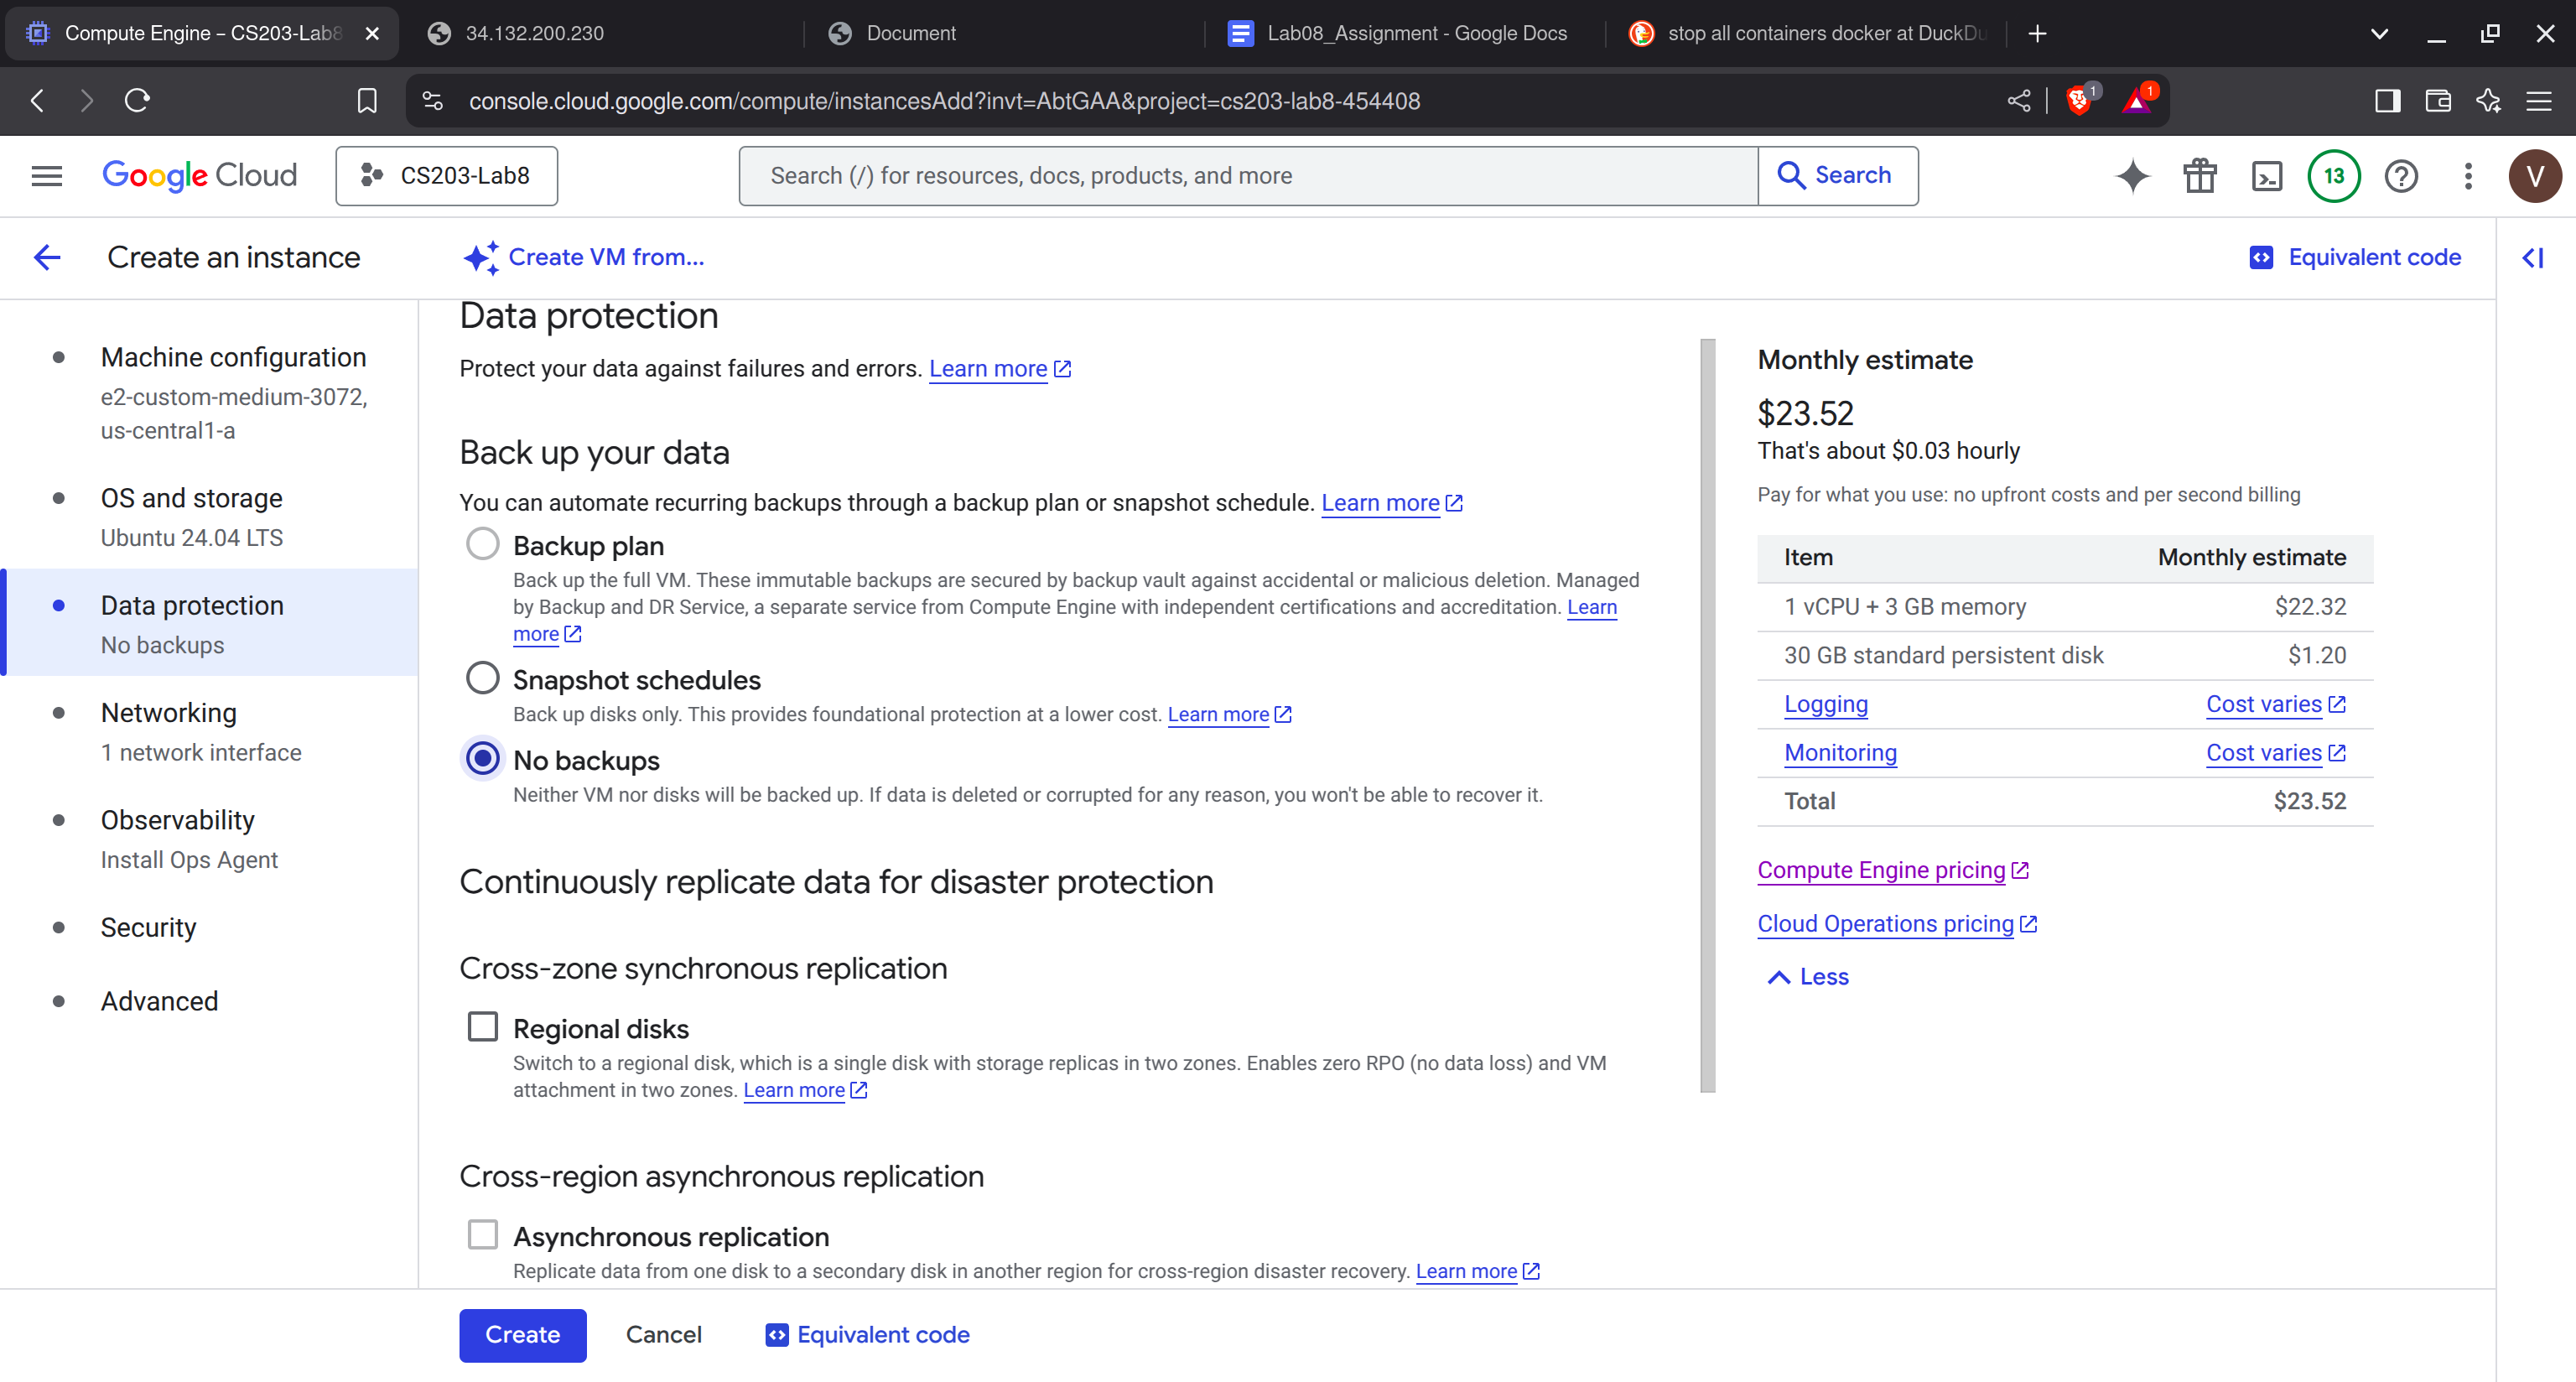 Compute Engine – CS203-Lab8
34.132.200.230
Document
Lab08_Assignment - Google Docs
stop all containers docker at DuckDu
console.cloud.google.com/compute/instancesAdd?invt=AbtGAA&project=cs203-lab8-454408
1
1
Google Cloud
CS203-Lab8
Search (/) for resources, docs, products, and more
Search
13
V
Create an instance
Create VM from...
Equivalent code
Machine configuration
e2-custom-medium-3072,
us-central1-a
OS and storage
Ubuntu 24.04 LTS
Data protection
No backups
Networking
1 network interface
Observability
Install Ops Agent
Security
Advanced
Data protection
Protect your data against failures and errors. Learn more
Back up your data
You can automate recurring backups through a backup plan or snapshot schedule. Learn more
Backup plan
Back up the full VM. These immutable backups are secured by backup vault against accidental or malicious deletion. Managed
by Backup and DR Service, a separate service from Compute Engine with independent certifications and accreditation. Learn
more
Snapshot schedules
Back up disks only. This provides foundational protection at a lower cost. Learn more
No backups
Neither VM nor disks will be backed up. If data is deleted or corrupted for any reason, you won't be able to recover it.
Continuously replicate data for disaster protection
Cross-zone synchronous replication
Regional disks
Switch to a regional disk, which is a single disk with storage replicas in two zones. Enables zero RPO (no data loss) and VM
attachment in two zones. Learn more
Cross-region asynchronous replication
Asynchronous replication
Replicate data from one disk to a secondary disk in another region for cross-region disaster recovery. Learn more
Monthly estimate
$23.52
That's about $0.03 hourly
Pay for what you use: no upfront costs and per second billing
Item Monthly estimate
1 vCPU + 3 GB memory $22.32
30 GB standard persistent disk $1.20
Logging Cost varies
Monitoring Cost varies
Total $23.52
Compute Engine pricing
Cloud Operations pricing
Less
Create
Cancel
Equivalent code